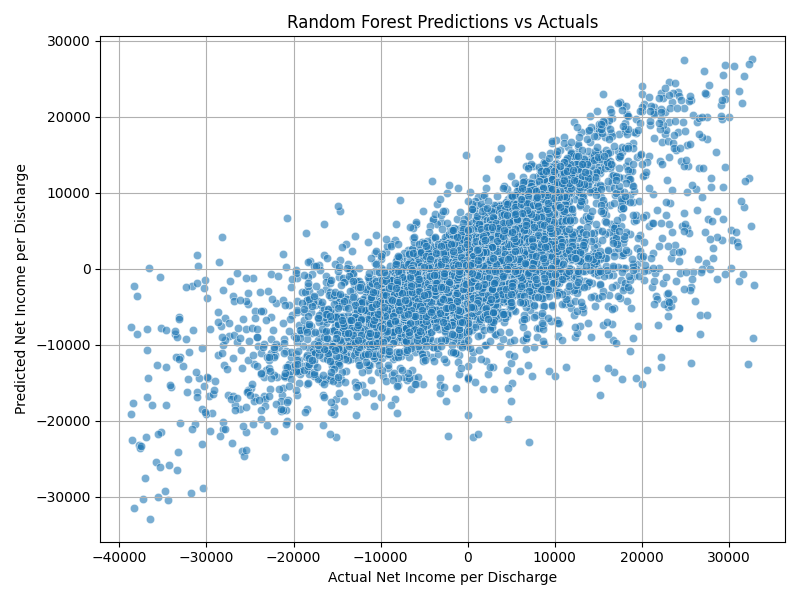 Random Forest Predictions vs Actuals
Predicted Net Income per Discharge
30000
20000
10000
0
−10000
−20000
−30000
−40000 −30000 −20000 −10000 0 10000 20000 30000
Actual Net Income per Discharge